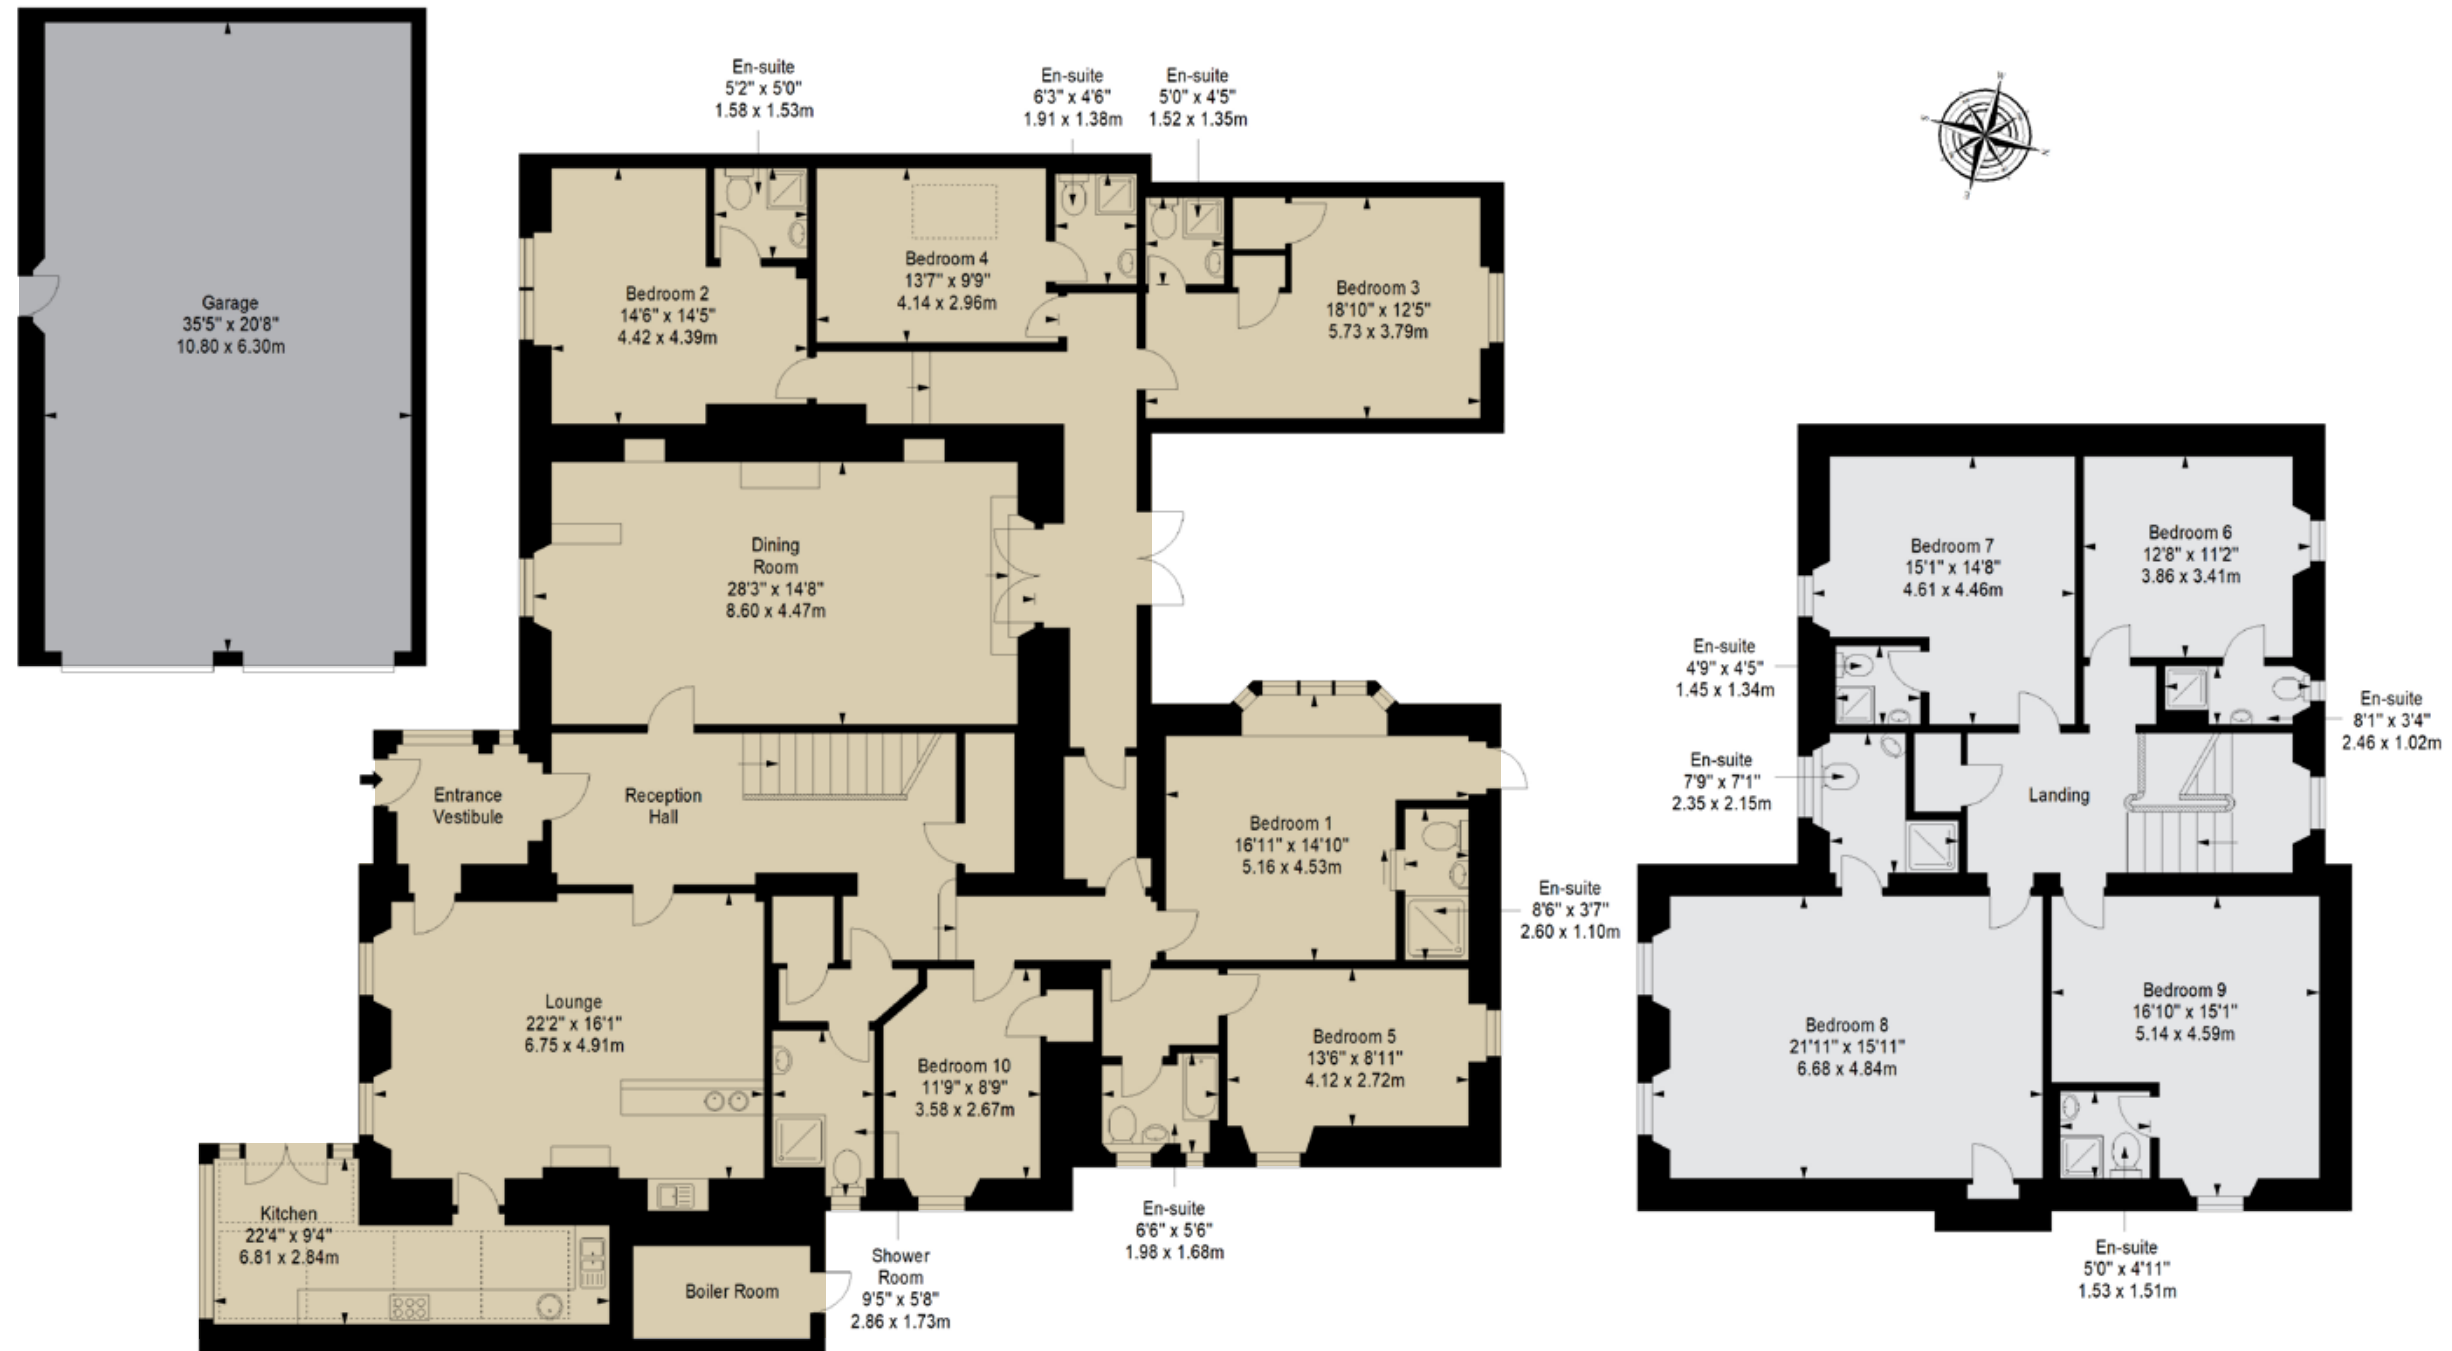 En-suite
5'2" x 5'0"
1.58 x 1.53m
En-suite
6'3" x 4'6"
1.91 x 1.38m
En-suite
5'0" x 4'5"
1.52 x 1.35m
W
S
N
E
Garage
35'5" x 20'8"
10.80 x 6.30m
Bedroom 2
14'6" x 14'5"
4.42 x 4.39m
Bedroom 4
13'7" x 9'9"
4.14 x 2.96m
Bedroom 3
18'10" x 12'5"
5.73 x 3.79m
Dining
Room
28'3" x 14'8"
8.60 x 4.47m
Bedroom 7
15'1" x 14'8"
4.61 x 4.46m
Bedroom 6
12'8" x 11'2"
3.86 x 3.41m
En-suite
4'9" x 4'5"
1.45 x 1.34m
En-suite
8'1" x 3'4"
2.46 x 1.02m
En-suite
7'9" x 7'1"
2.35 x 2.15m
Landing
Entrance
Vestibule
Reception
Hall
Bedroom 1
16'11" x 14'10"
5.16 x 4.53m
En-suite
8'6" x 3'7"
2.60 x 1.10m
Lounge
22'2" x 16'1"
6.75 x 4.91m
Bedroom 10
11'9" x 8'9"
3.58 x 2.67m
Bedroom 5
13'6" x 8'11"
4.12 x 2.72m
Bedroom 8
21'11" x 15'11"
6.68 x 4.84m
Bedroom 9
16'10" x 15'1"
5.14 x 4.59m
Kitchen
22'4" x 9'4"
6.81 x 2.84m
Boiler Room
Shower
Room
9'5" x 5'8"
2.86 x 1.73m
En-suite
6'6" x 5'6"
1.98 x 1.68m
En-suite
5'0" x 4'11"
1.53 x 1.51m